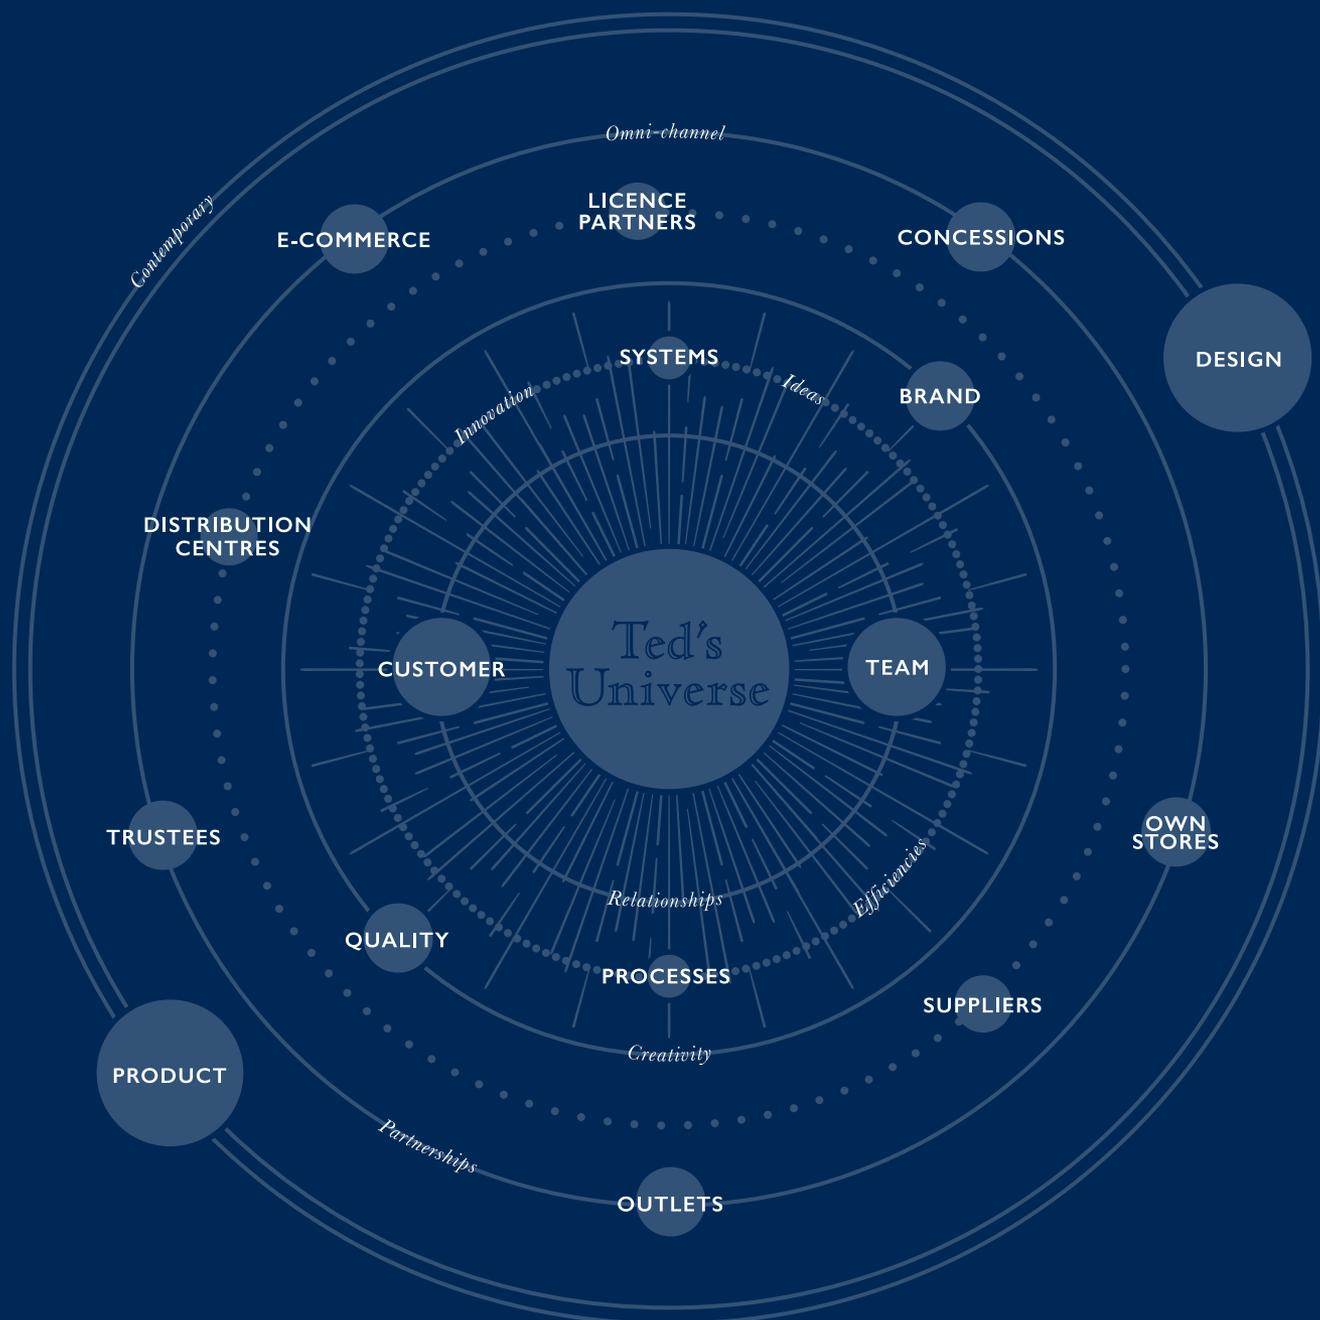 Omni-channel
Contemporary
LICENCE
PARTNERS
E-COMMERCE
CONCESSIONS
SYSTEMS
DESIGN
Innovation
Ideas
BRAND
DISTRIBUTION
CENTRES
Ted's
Universe
CUSTOMER
TEAM
TRUSTEES
OWN
STORES
Efficiencies
Relationships
QUALITY
PROCESSES
SUPPLIERS
Creativity
PRODUCT
Partnerships
OUTLETS